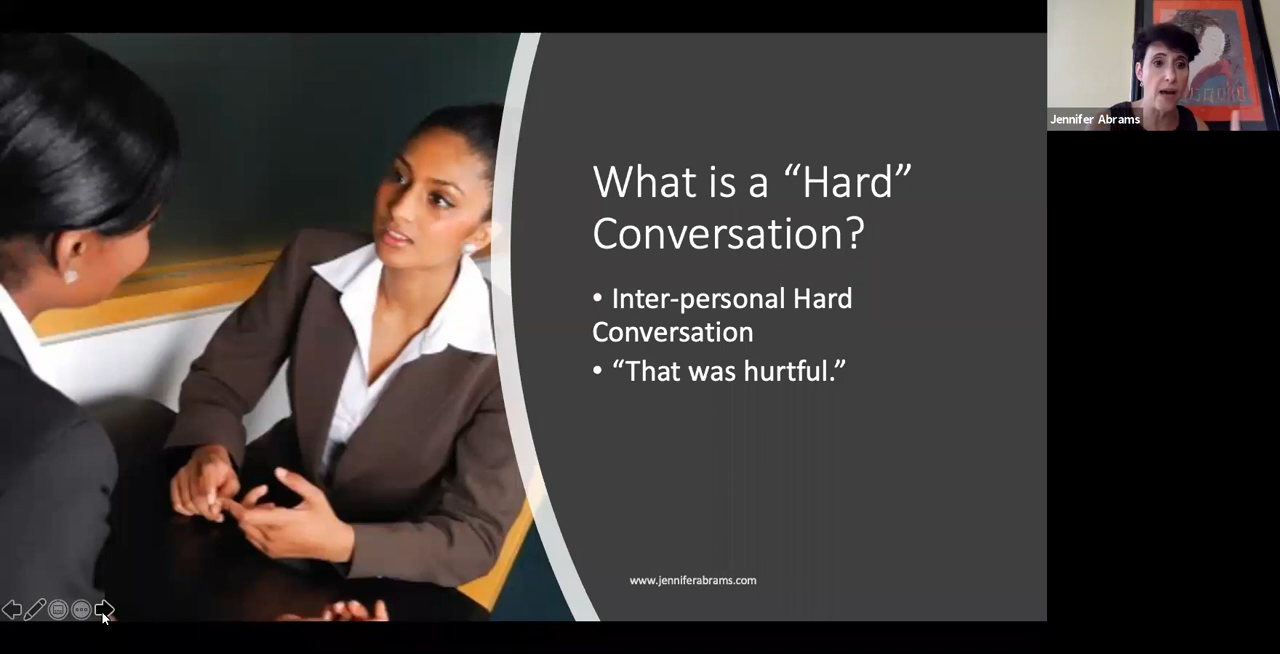 What is a “Hard”
Conversation?
• Inter-personal Hard
Conversation
• “That was hurtful.”
www.jenniferabrams.com
Jennifer Abrams